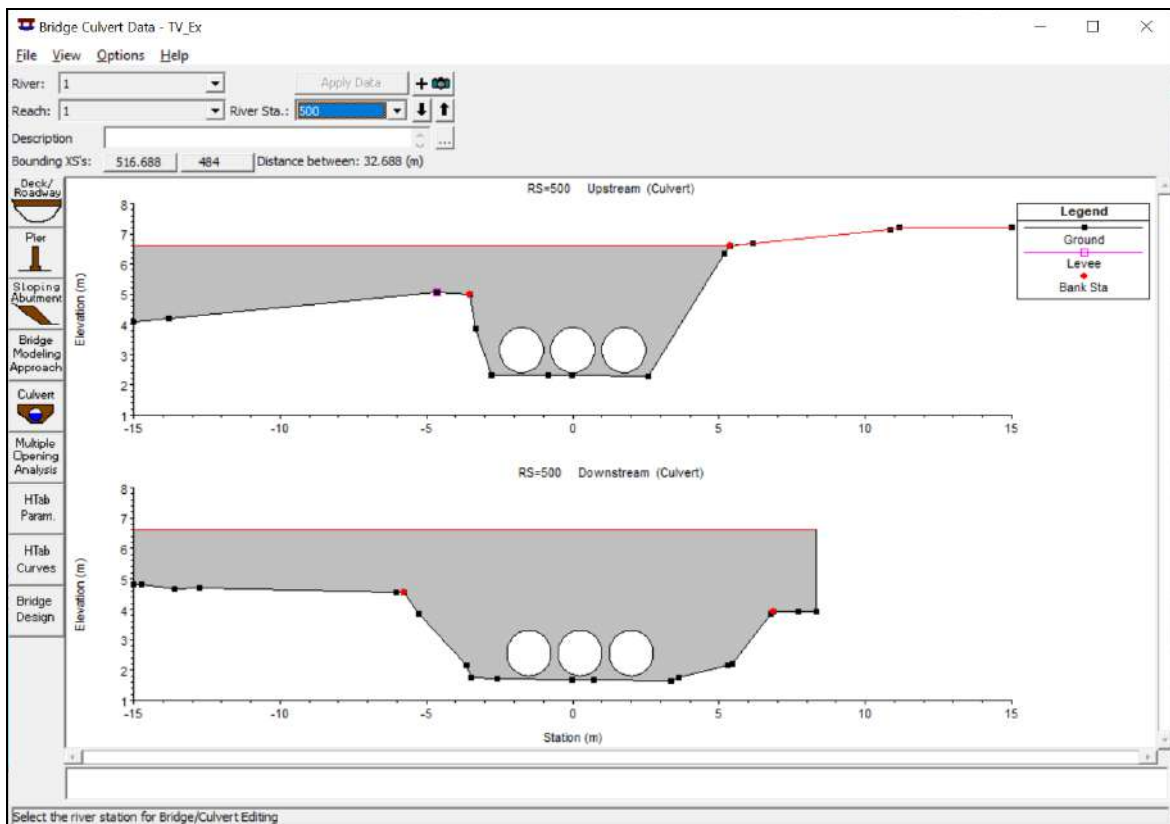 Bridge Culvert Data - TV_Ex
File View Options Help
River: 1 Apply Data +
Reach: 1 River Sta.: 500
Description ...
Bounding XS's: 516.688 484 Distance between: 32.688 (m)
Deck/
Roadway
Pier
Sloping
Abutment
Bridge
Modeling
Approach
Culvert
Multiple
Opening
Analysis
HTab
Param.
HTab
Curves
Bridge
Design
RS=500 Upstream (Culvert)
Elevation (m)
8
7
6
5
4
3
2
1
-15 -10 -5 0 5 10 15
Legend
Ground
Levee
Bank Sta
RS=500 Downstream (Culvert)
Elevation (m)
8
7
6
5
4
3
2
1
-15 -10 -5 0 5 10 15
Station (m)
Select the river station for Bridge/Culvert Editing